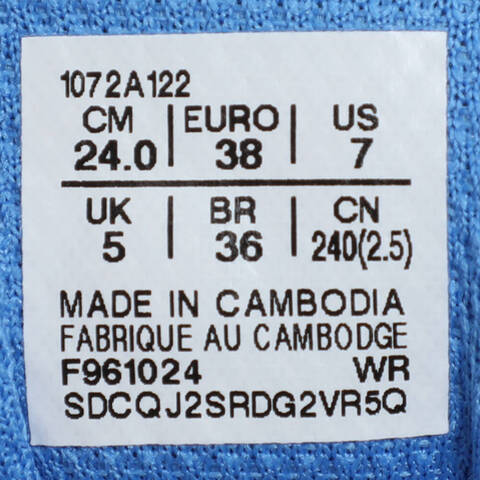 1072A122
CM | EURO | US
24.0 | 38 | 7
UK | BR | CN
5 | 36 | 240(2.5)
MADE IN CAMBODIA
FABRIQUE AU CAMBODGE
F961024 WR
SDCQJ2SRDG2VR5Q